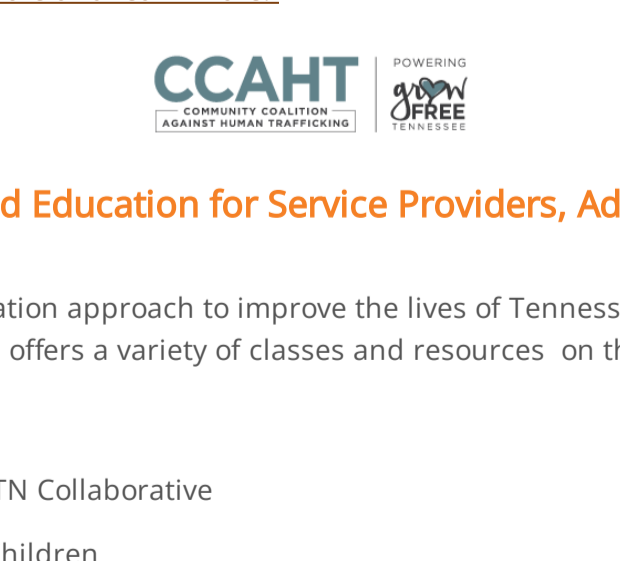 CCAHT
COMMUNITY COALITION
AGAINST HUMAN TRAFFICKING
POWERING
grow
FREE
TENNESSEE
d Education for Service Providers, Ad
ation approach to improve the lives of Tenness
offers a variety of classes and resources on th
TN Collaborative
hildren